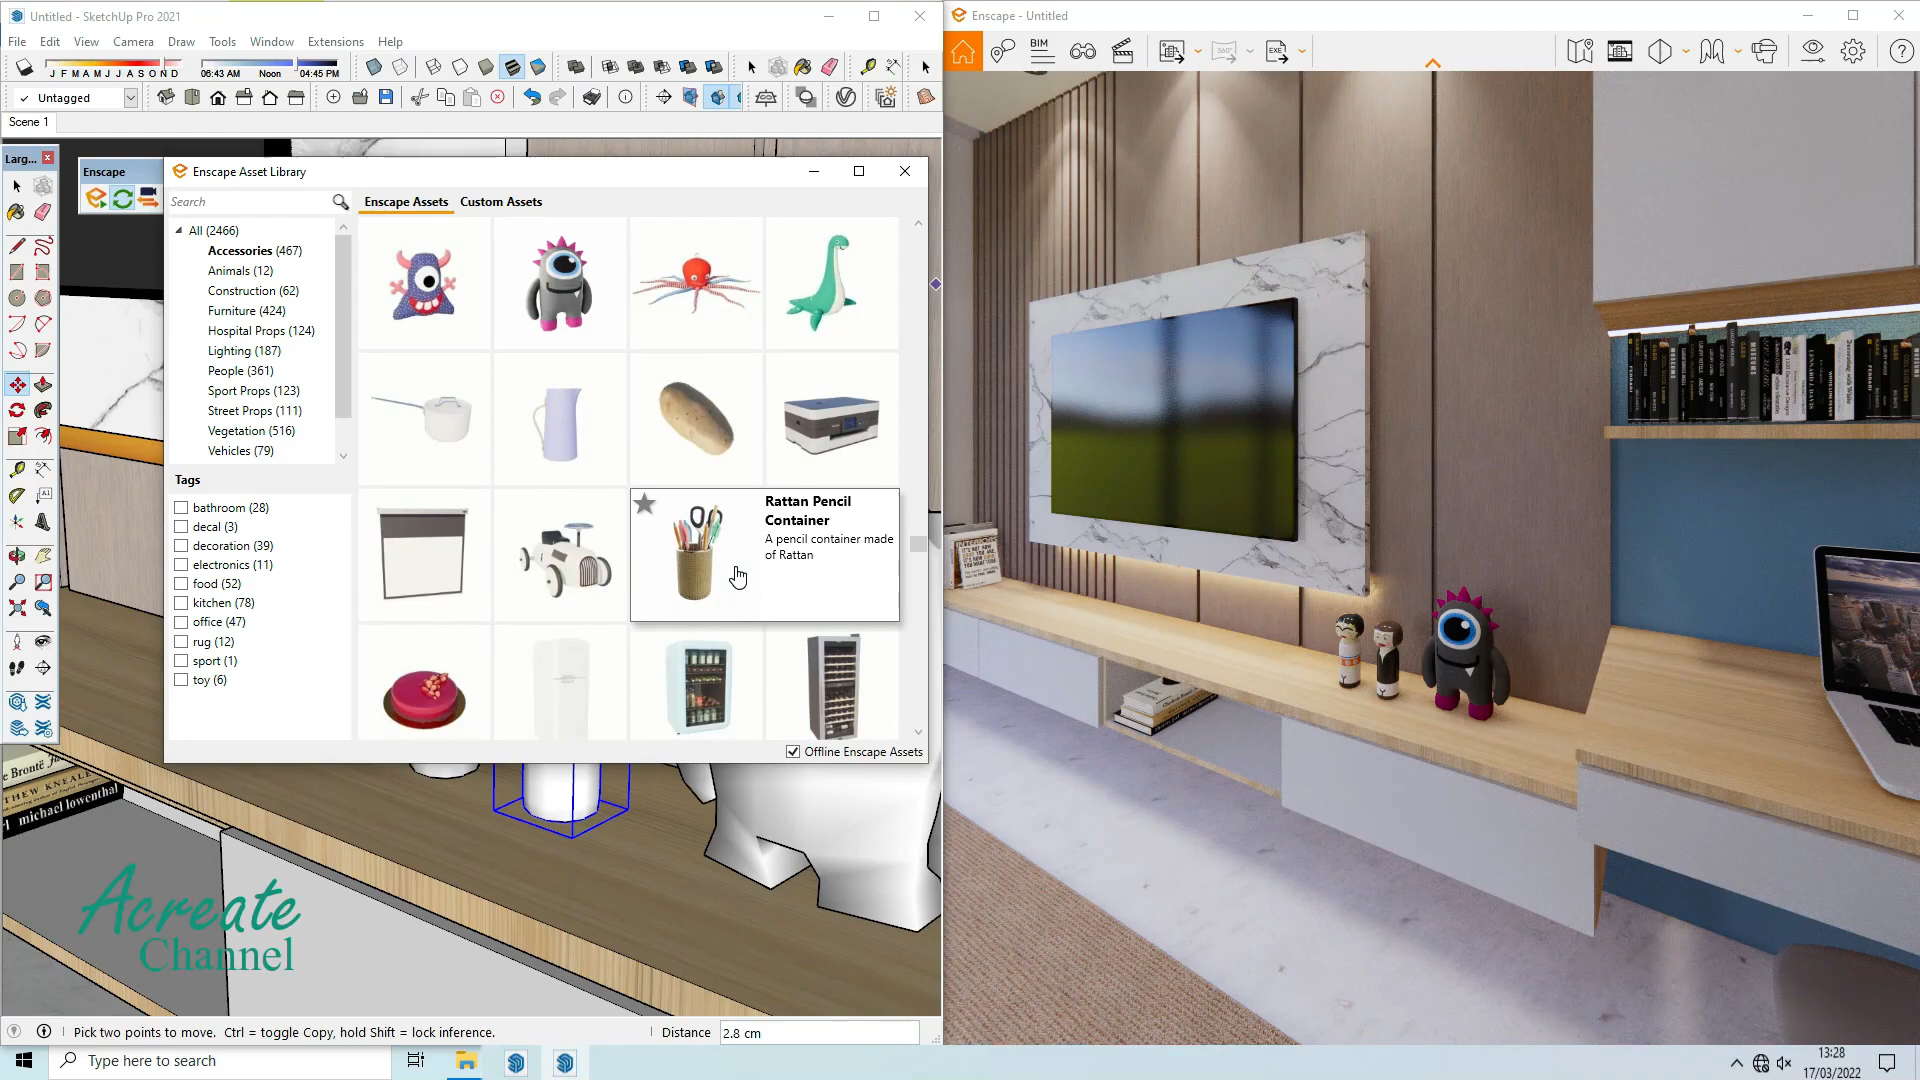 Untitled - SketchUp Pro 2021
File Edit View Camera Draw Tools Window Extensions Help
J F M A M J J A S O N D
06:43 AM Noon 04:45 PM
Untagged
Scene 1
Larg...
Enscape
Enscape Asset Library
Search
Enscape Assets Custom Assets
All (2466)
Accessories (467)
Animals (12)
Construction (62)
Furniture (424)
Hospital Props (124)
Lighting (187)
People (361)
Sport Props (123)
Street Props (111)
Vegetation (516)
Vehicles (79)
Tags
bathroom (28)
decal (3)
decoration (39)
electronics (11)
food (52)
kitchen (78)
office (47)
rug (12)
sport (1)
toy (6)
Rattan Pencil
Container
A pencil container made
of Rattan
Offline Enscape Assets
michael lowenthal
Acreate
Channel
Pick two points to move. Ctrl = toggle Copy, hold Shift = lock inference.
Distance 2.8 cm
Type here to search
Enscape - Untitled
BIM
360°
EXE
INTERIORS
13:28
17/03/2022